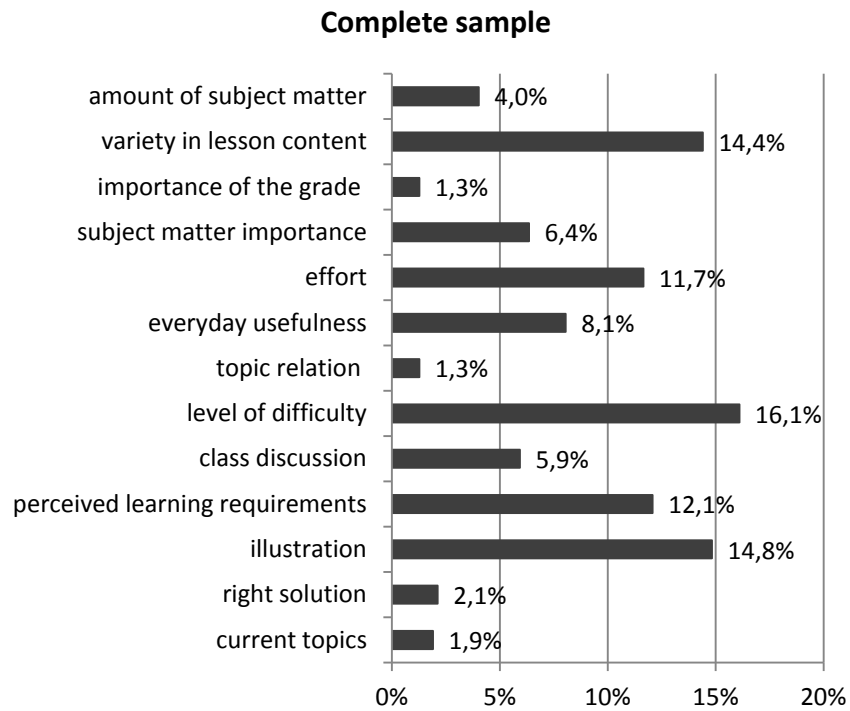 Complete sample
amount of subject matter 4,0%
variety in lesson content 14,4%
importance of the grade 1,3%
subject matter importance 6,4%
effort 11,7%
everyday usefulness 8,1%
topic relation 1,3%
level of difficulty 16,1%
class discussion 5,9%
perceived learning requirements 12,1%
illustration 14,8%
right solution 2,1%
current topics 1,9%
0% 5% 10% 15% 20%